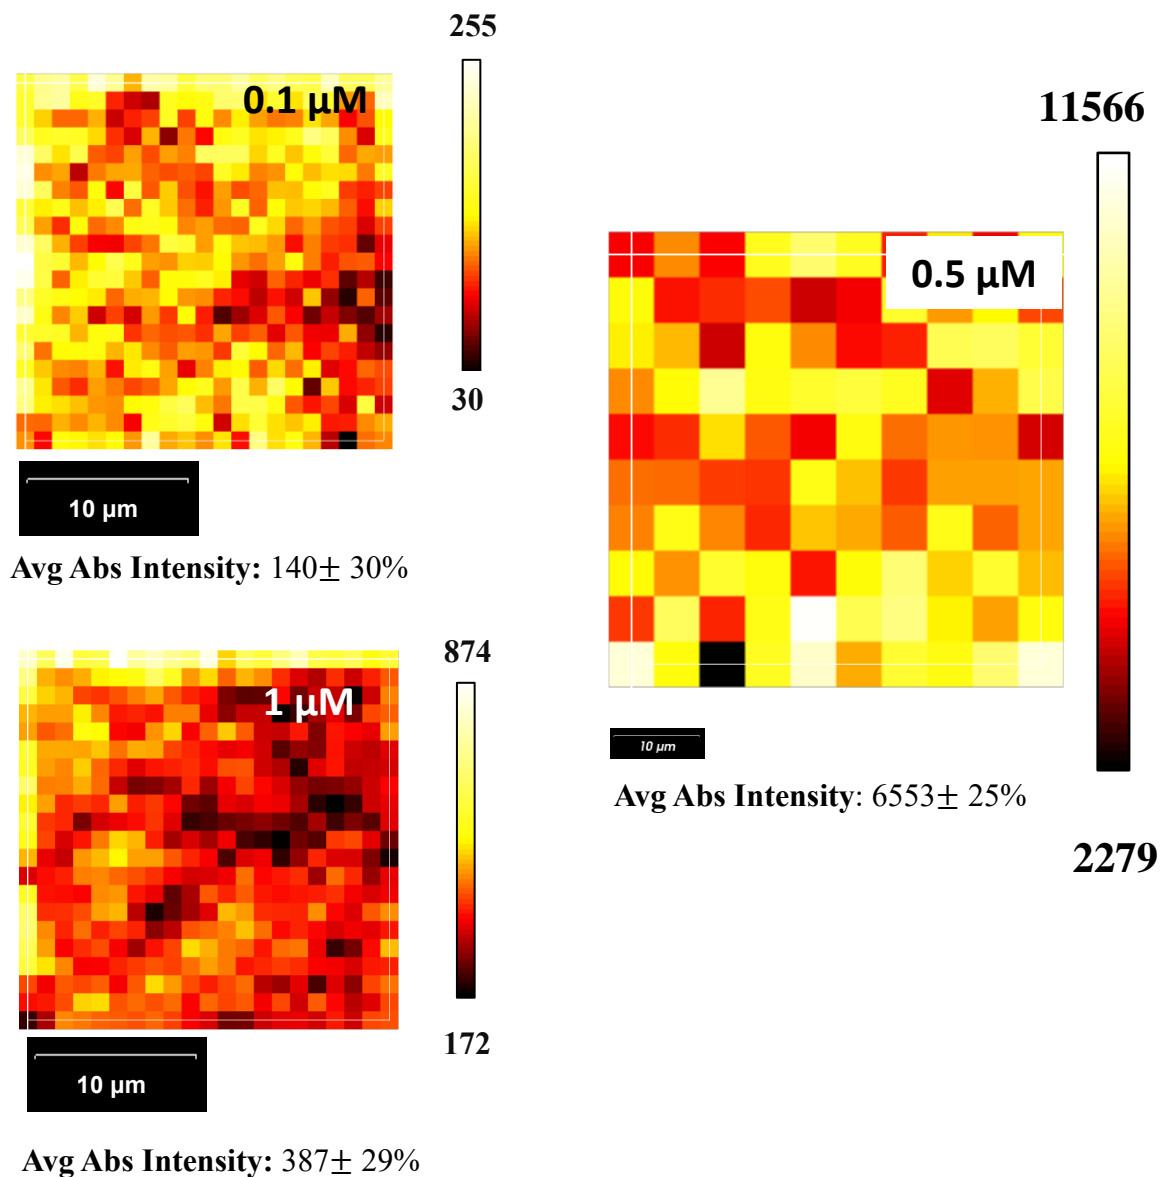 255
0.1 µM
30
10 µm
Avg Abs Intensity: 140± 30%
874
1 µM
172
10 µm
Avg Abs Intensity: 387± 29%
11566
0.5 µM
10 µm
Avg Abs Intensity: 6553± 25%
2279